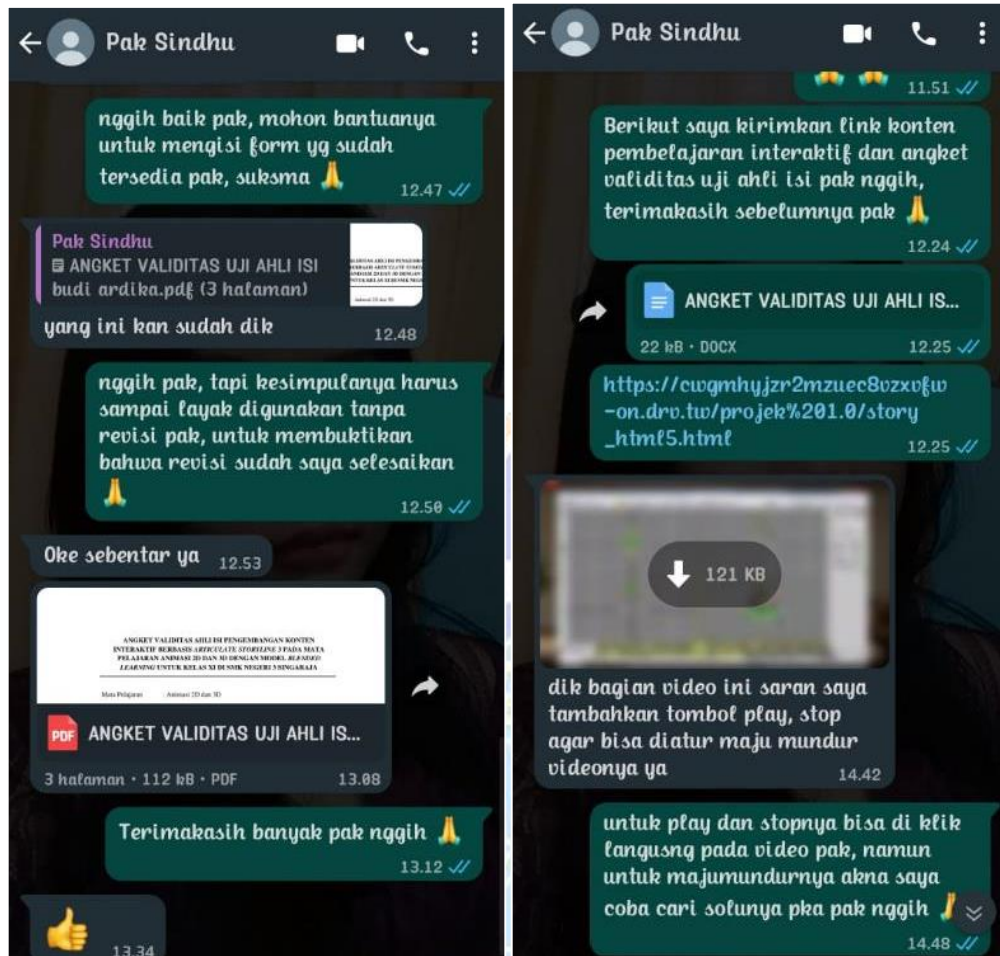 Pak Sindhu
nggih baik pak, mohon bantuanya
untuk mengisi form yg sudah
tersedia pak, suksma 🙏
12.47
Pak Sindhu
ANGKET VALIDITAS UJI AHLI ISI
budi ardika.pdf (3 halaman)
yang ini kan sudah dik
12.48
nggih pak, tapi kesimpulanya harus
sampai layak digunakan tanpa
revisi pak, untuk membuktikan
bahwa revisi sudah saya selesaikan
🙏
12.50
Oke sebentar ya 12.53
ANGKET VALIDITAS AHLI ISI PENGEMBANGAN KONTEN
INTERAKTIF BERBASIS ARTICULATE STORYLINE 3 PADA MATA
PELAJARAN ANIMASI 2D DAN 3D DENGAN MODEL BLENDED
LEARNING UNTUK KELAS XI DI SMK NEGERI 3 SINGARAJA
Mata Pelajaran : Animasi 2D dan 3D
PDF ANGKET VALIDITAS UJI AHLI IS...
3 halaman • 112 kB • PDF 13.08
Terimakasih banyak pak nggih 🙏
13.12
👍
13.34
Pak Sindhu
🙏 🙏
11.51
Berikut saya kirimkan link konten
pembelajaran interaktif dan angket
validitas uji ahli isi pak nggih,
terimakasih sebelumnya pak 🙏
12.24
ANGKET VALIDITAS UJI AHLI IS...
22 kB • DOCX 12.25
https://cwgmhyjzr2mzuec8vzxvfw
-on.drv.tw/projek%201.0/story
_html5.html
12.25
121 KB
dik bagian video ini saran saya
tambahkan tombol play, stop
agar bisa diatur maju mundur
videonya ya
14.42
untuk play dan stopnya bisa di klik
langusng pada video pak, namun
untuk majumundurnya akna saya
coba cari solunya pka pak nggih 🙏
14.48